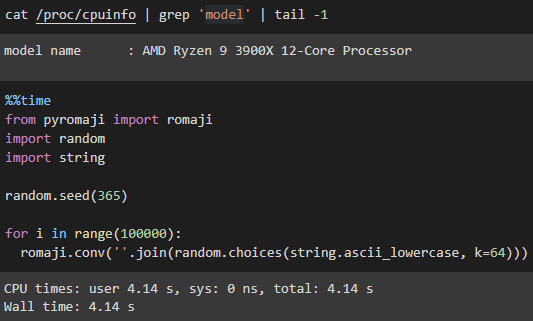 cat /proc/cpuinfo | grep 'model' | tail -1
model name      : AMD Ryzen 9 3900X 12-Core Processor
%%time
from pyromaji import romaji
import random
import string
random.seed(365)
for i in range(100000):
  romaji.conv(''.join(random.choices(string.ascii_lowercase, k=64)))
CPU times: user 4.14 s, sys: 0 ns, total: 4.14 s
Wall time: 4.14 s